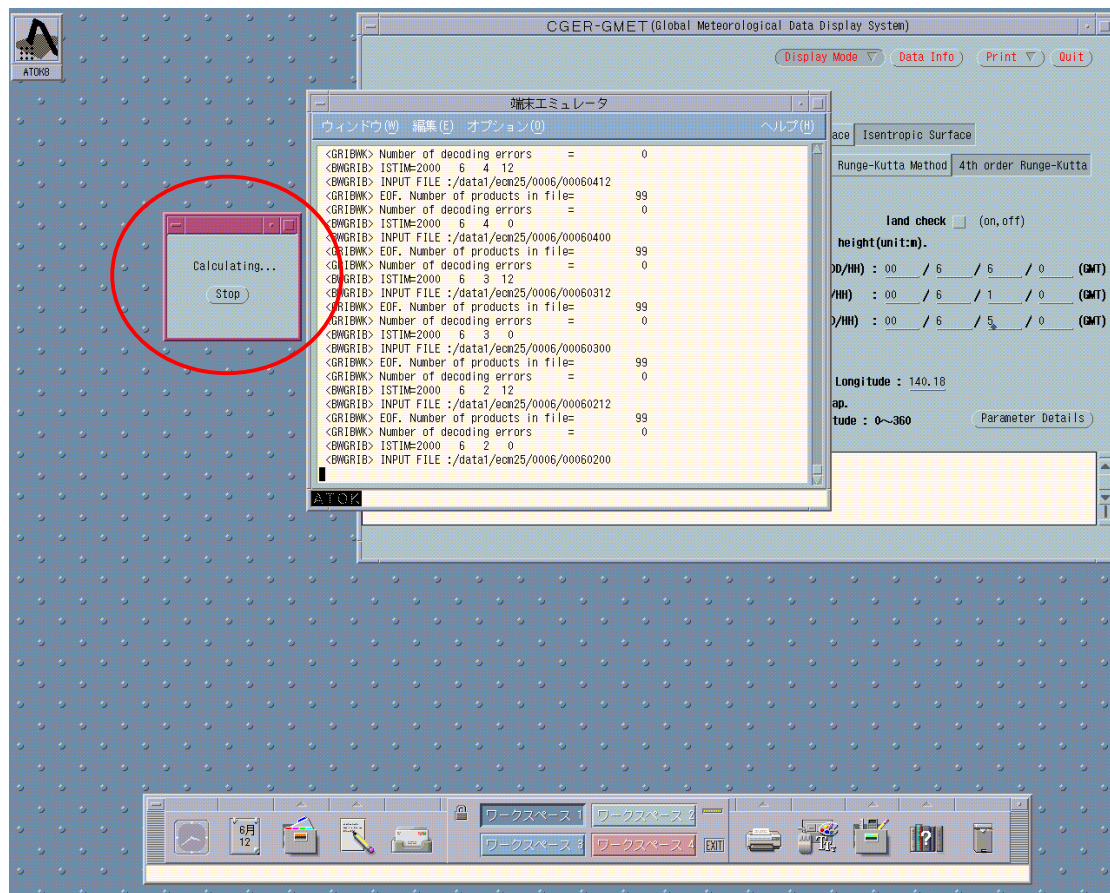 CGER-GMET(Global Meteorological Data Display System)
Display Mode ▽ Data Info Print ▽ Quit
ATOK8
端末エミュレータ
ウィンドウ(W) 編集(E) オプション(O) ヘルプ(H)
ace Isentropic Surface
Runge-Kutta Method 4th order Runge-Kutta
land check (on,off)
height(unit:m).
DD/HH) : 00 / 6 / 6 / 0 (GMT)
/HH) : 00 / 6 / 1 / 0 (GMT)
D/HH) : 00 / 6 / 5 / 0 (GMT)
Longitude : 140.18
ap.
tude : 0〜360 Parameter Details
<GRIBWK> Number of decoding errors = 0
<BWGRIB> ISTIM=2000 6 4 12
<BWGRIB> INPUT FILE :/data1/ecm25/0006/00060412
<GRIBWK> EOF. Number of products in file= 99
<GRIBWK> Number of decoding errors = 0
<BWGRIB> ISTIM=2000 6 4 0
<BWGRIB> INPUT FILE :/data1/ecm25/0006/00060400
<GRIBWK> EOF. Number of products in file= 99
<GRIBWK> Number of decoding errors = 0
<BWGRIB> ISTIM=2000 6 3 12
<BWGRIB> INPUT FILE :/data1/ecm25/0006/00060312
<GRIBWK> EOF. Number of products in file= 99
<GRIBWK> Number of decoding errors = 0
<BWGRIB> ISTIM=2000 6 3 0
<BWGRIB> INPUT FILE :/data1/ecm25/0006/00060300
<GRIBWK> EOF. Number of products in file= 99
<GRIBWK> Number of decoding errors = 0
<BWGRIB> ISTIM=2000 6 2 12
<BWGRIB> INPUT FILE :/data1/ecm25/0006/00060212
<GRIBWK> EOF. Number of products in file= 99
<GRIBWK> Number of decoding errors = 0
<BWGRIB> ISTIM=2000 6 2 0
<BWGRIB> INPUT FILE :/data1/ecm25/0006/00060200
ATOK
Calculating...
Stop
6月
12
ワークスペース 1 ワークスペース 2
ワークスペース 3 ワークスペース 4 EXIT